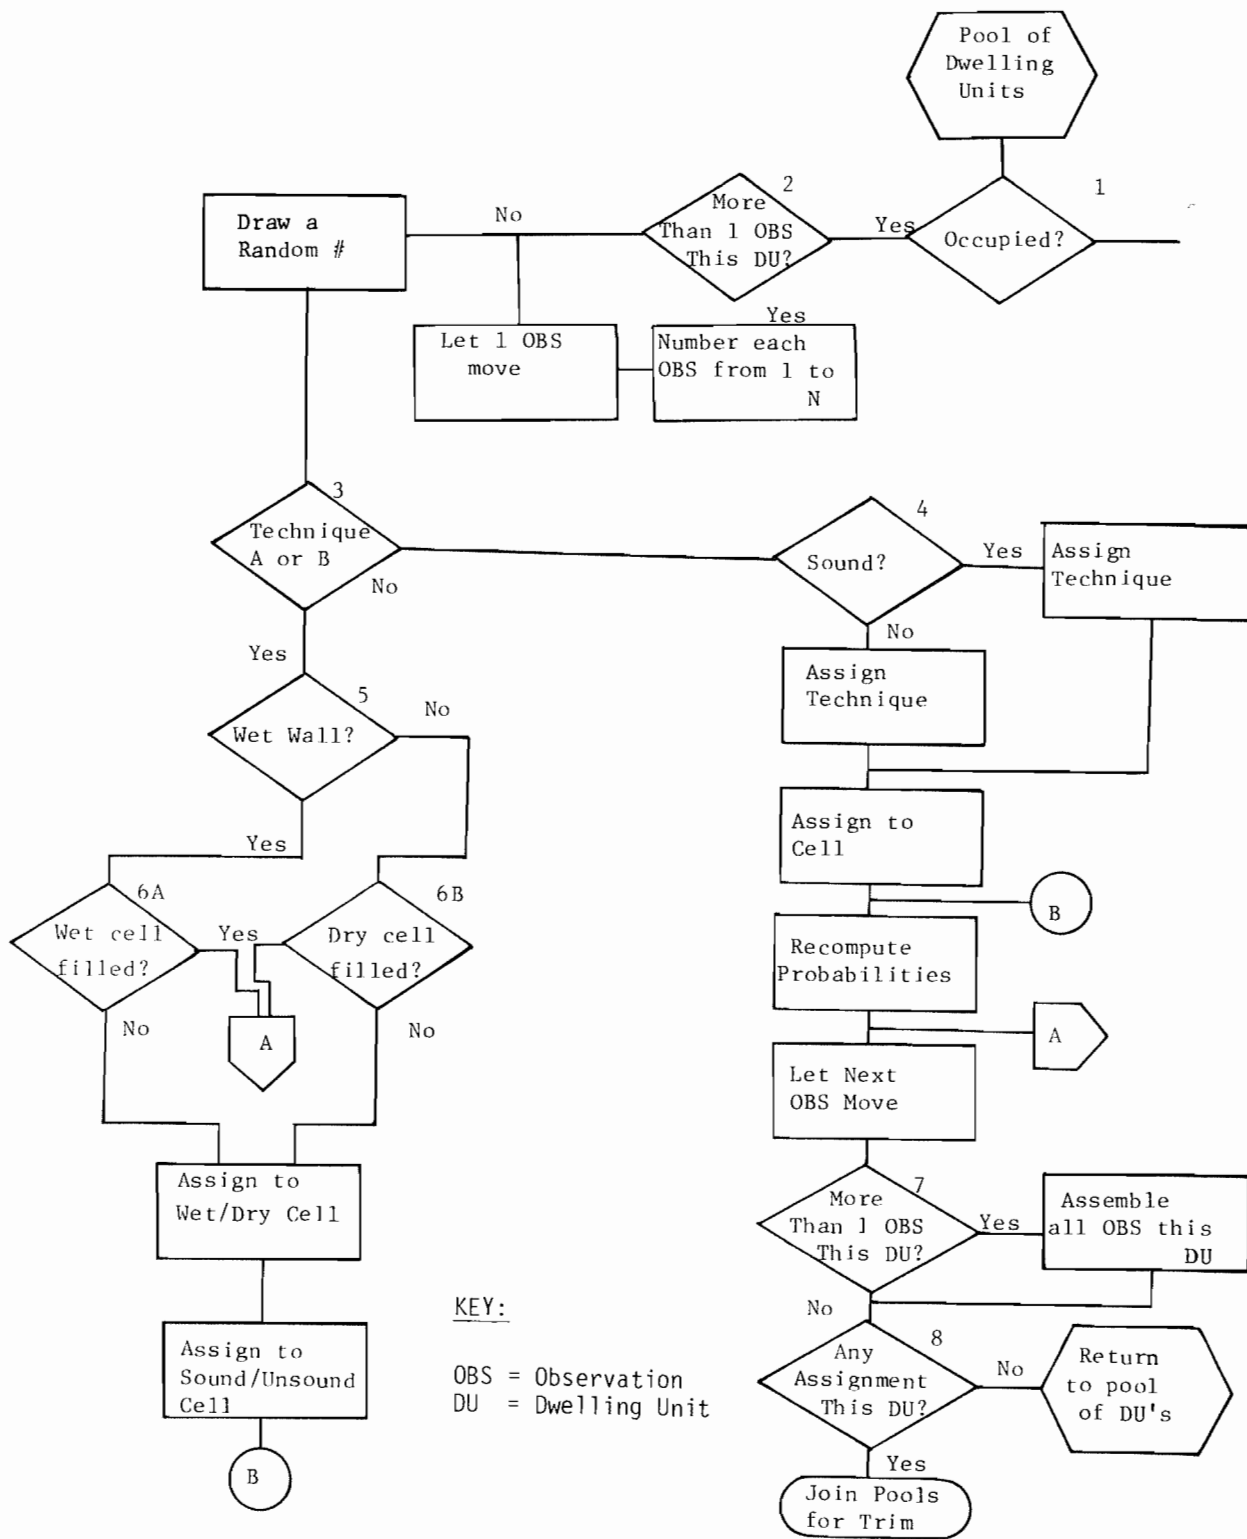 Pool of
Dwelling
Units
1
Occupied?
Yes
2
More
Than 1 OBS
This DU?
No
Draw a
Random #
Yes
Let 1 OBS
move
Number each
OBS from 1 to
N
3
Technique
A or B
No
Yes
4
Sound?
Yes
Assign
Technique
No
Assign
Technique
5
Wet Wall?
No
Yes
Assign to
Cell
6A
Wet cell
filled?
Yes
6B
Dry cell
filled?
B
Recompute
Probabilities
No
A
No
A
Let Next
OBS Move
Assign to
Wet/Dry Cell
7
More
Than 1 OBS
This DU?
Yes
Assemble
all OBS this
DU
No
KEY:
OBS = Observation
DU = Dwelling Unit
Assign to
Sound/Unsound
Cell
8
Any
Assignment
This DU?
No
Return
to pool
of DU's
B
Yes
Join Pools
for Trim